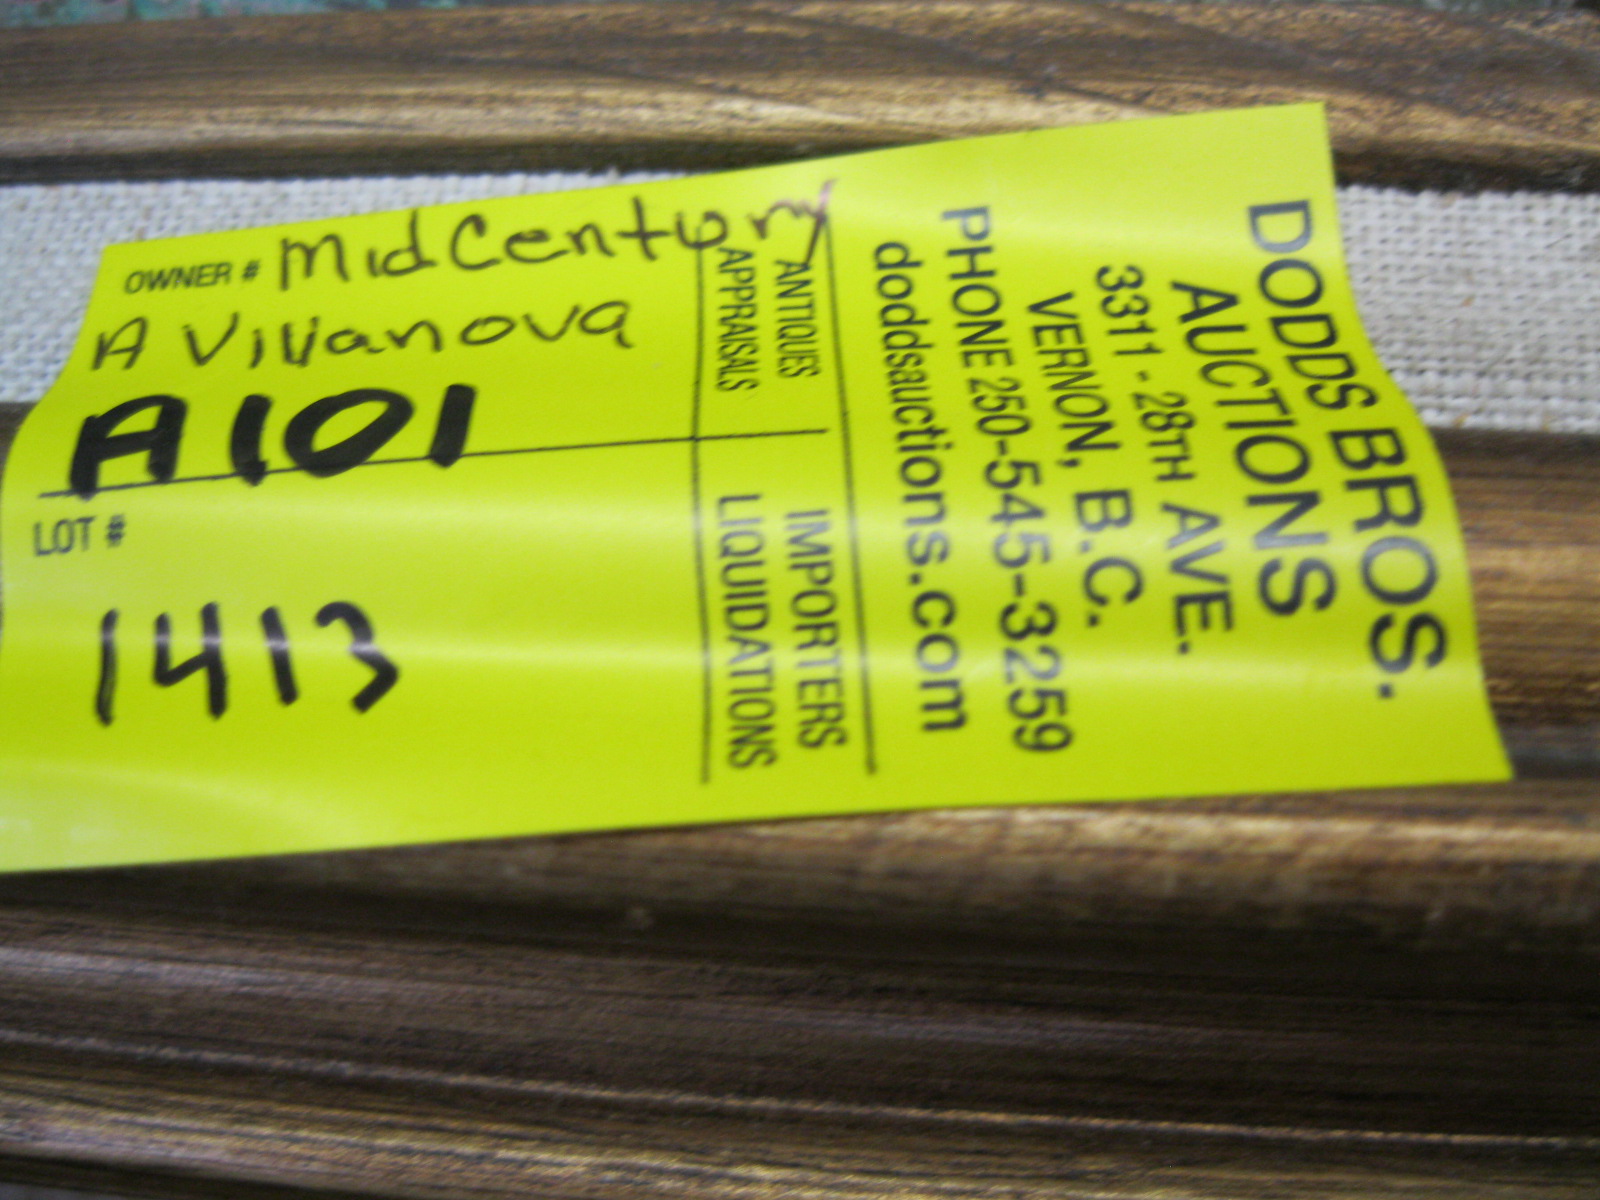 DODDS BROS.
AUCTIONS
3311 - 28TH AVE.
VERNON, B.C.
PHONE 250-545-3259
doddsauctions.com
ANTIQUES
APPRAISALS
IMPORTERS
LIQUIDATIONS
OWNER # MidCentury
A Villanova
A101
LOT #
1413